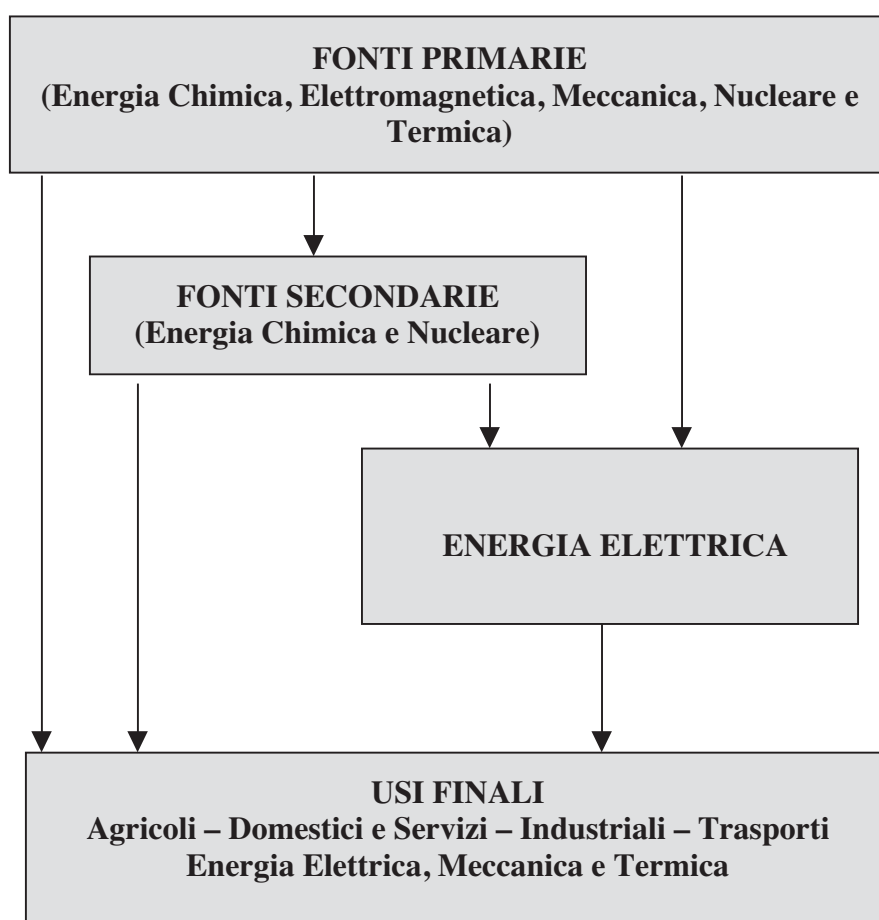 FONTI PRIMARIE
(Energia Chimica, Elettromagnetica, Meccanica, Nucleare e
Termica)
FONTI SECONDARIE
(Energia Chimica e Nucleare)
ENERGIA ELETTRICA
USI FINALI
Agricoli – Domestici e Servizi – Industriali – Trasporti
Energia Elettrica, Meccanica e Termica